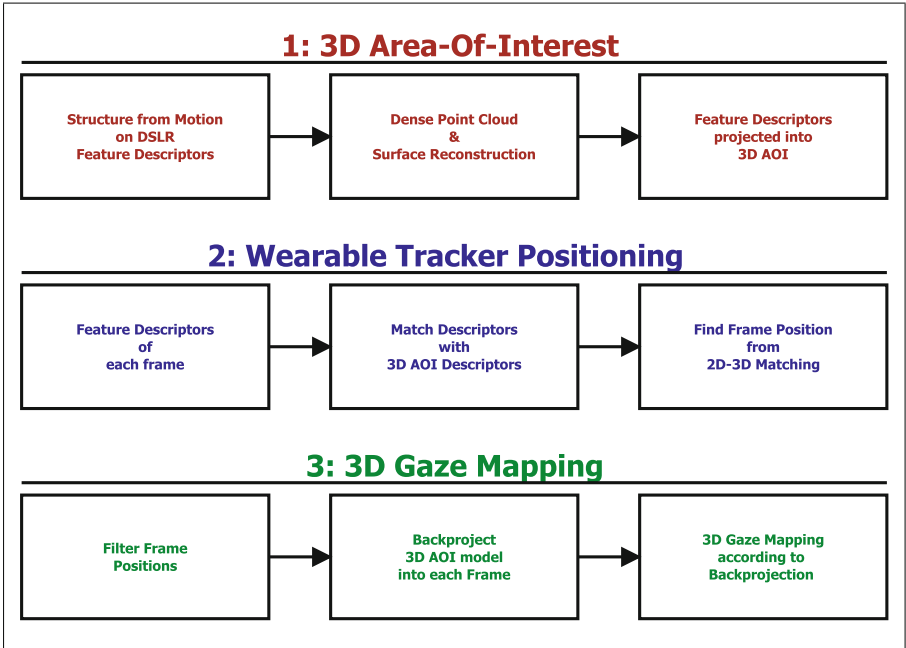 1: 3D Area-Of-Interest
Structure from Motion
on DSLR
Feature Descriptors
Dense Point Cloud
&
Surface Reconstruction
Feature Descriptors
projected into
3D AOI
2: Wearable Tracker Positioning
Feature Descriptors
of
each frame
Match Descriptors
with
3D AOI Descriptors
Find Frame Position
from
2D-3D Matching
3: 3D Gaze Mapping
Filter Frame
Positions
Backproject
3D AOI model
into each Frame
3D Gaze Mapping
according to
Backprojection